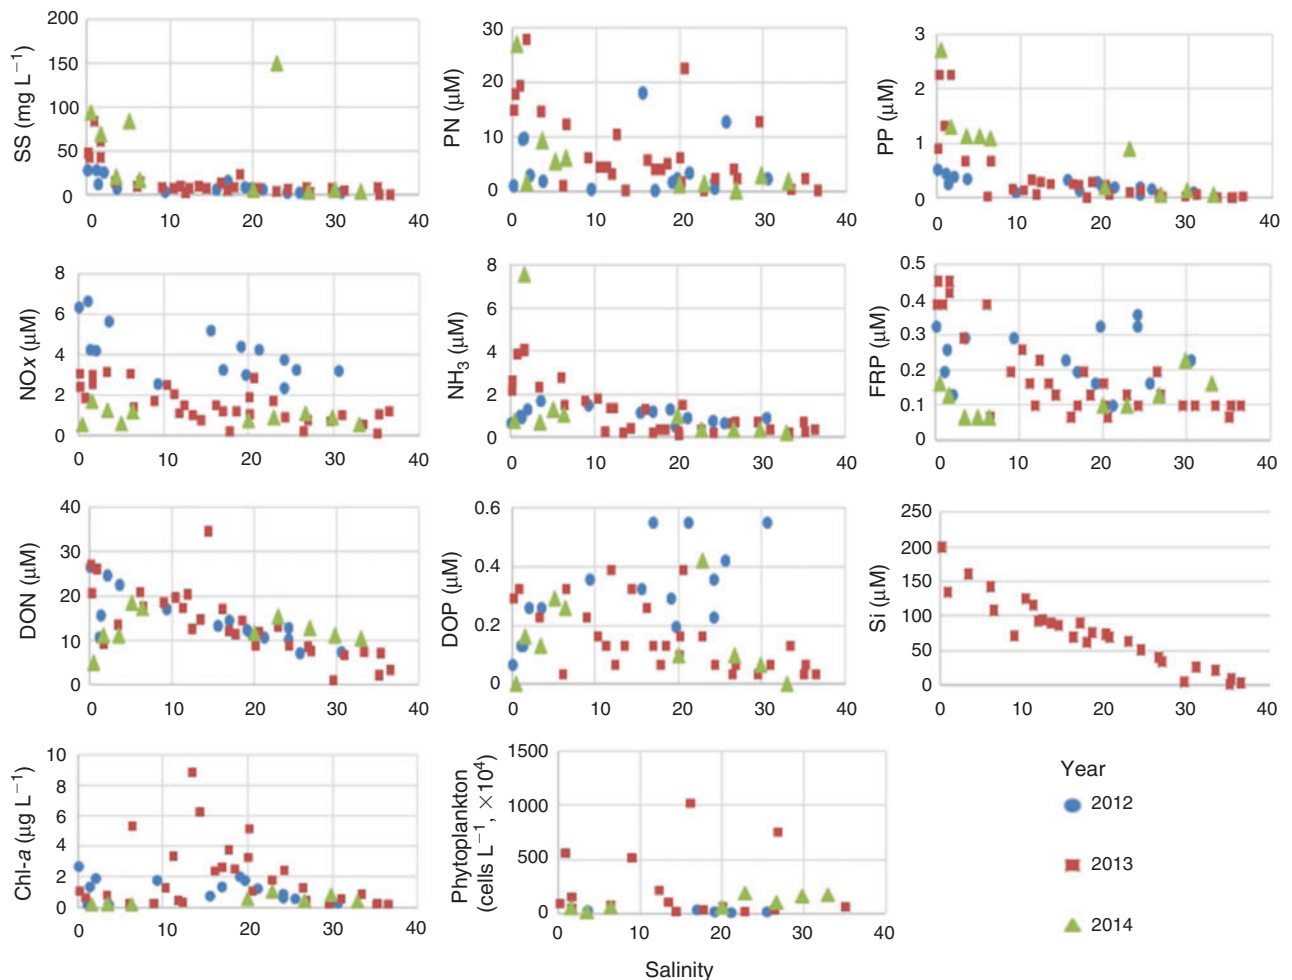 SS (mg L⁻¹)
200
150
100
50
0
0 10 20 30 40
PN (μM)
30
20
10
0
0 10 20 30 40
PP (μM)
3
2
1
0
0 10 20 30 40
NOx (μM)
8
6
4
2
0
0 10 20 30 40
NH₃ (μM)
8
6
4
2
0
0 10 20 30 40
FRP (μM)
0.5
0.4
0.3
0.2
0.1
0
0 10 20 30 40
DON (μM)
40
30
20
10
0
0 10 20 30 40
DOP (μM)
0.6
0.4
0.2
0
0 10 20 30 40
Si (μM)
250
200
150
100
50
0
0 10 20 30 40
Chl-a (μg L⁻¹)
10
8
6
4
2
0
0 10 20 30 40
Phytoplankton
(cells L⁻¹, ×10⁴)
1500
1000
500
0
0 10 20 30 40
Year
2012
2013
2014
Salinity